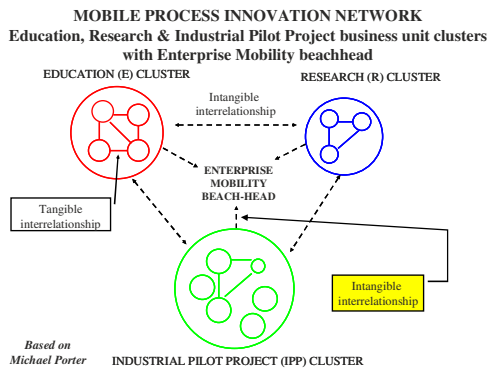 MOBILE PROCESS INNOVATION NETWORK
Education, Research & Industrial Pilot Project business unit clusters
with Enterprise Mobility beachhead
EDUCATION (E) CLUSTER
RESEARCH (R) CLUSTER
Intangible
interrelationship
ENTERPRISE
MOBILITY
BEACH-HEAD
Tangible
interrelationship
Intangible
interrelationship
Based on
Michael Porter
INDUSTRIAL PILOT PROJECT (IPP) CLUSTER